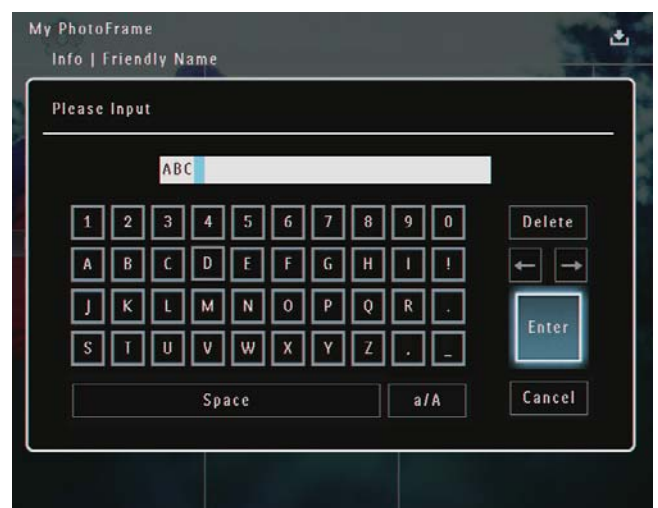 My PhotoFrame
Info | Friendly Name
Please Input
ABC
1 2 3 4 5 6 7 8 9 0 Delete
A B C D E F G H I ! ← →
J K L M N O P Q R . Enter
S T U V W X Y Z . _
Space a/A Cancel